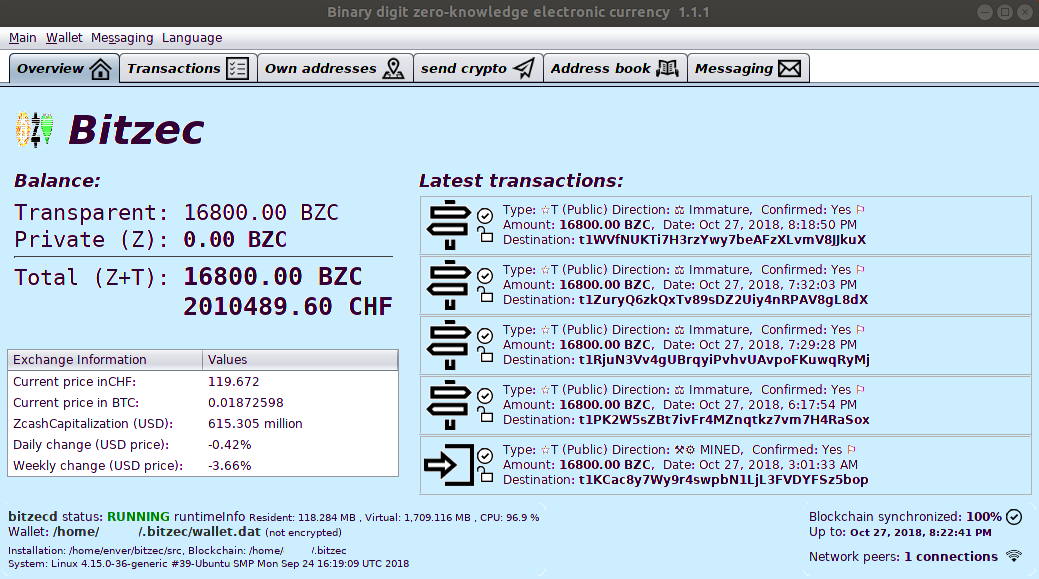 Binary digit zero-knowledge electronic currency 1.1.1
Main Wallet Messaging Language
Overview Transactions Own addresses send crypto Address book Messaging
Bitzec
Balance:
Transparent: 16800.00 BZC
Private (Z): 0.00 BZC
Total (Z+T): 16800.00 BZC
2010489.60 CHF
Exchange Information Values
Current price inCHF: 119.672
Current price in BTC: 0.01872598
ZcashCapitalization (USD): 615.305 million
Daily change (USD price): -0.42%
Weekly change (USD price): -3.66%
Latest transactions:
Type: ☆T (Public) Direction: ⚖ Immature, Confirmed: Yes ⚐
Amount: 16800.00 BZC, Date: Oct 27, 2018, 8:18:50 PM
Destination: t1WVfNUKTi7H3rzYwy7beAFzXLvmV8JJkuX
Type: ☆T (Public) Direction: ⚖ Immature, Confirmed: Yes ⚐
Amount: 16800.00 BZC, Date: Oct 27, 2018, 7:32:03 PM
Destination: t1ZuryQ6zkQxTv89sDZ2Uiy4nRPAV8gL8dX
Type: ☆T (Public) Direction: ⚖ Immature, Confirmed: Yes ⚐
Amount: 16800.00 BZC, Date: Oct 27, 2018, 7:29:28 PM
Destination: t1RjuN3Vv4gUBrqyiPvhvUAvpoFKuwqRyMj
Type: ☆T (Public) Direction: ⚖ Immature, Confirmed: Yes ⚐
Amount: 16800.00 BZC, Date: Oct 27, 2018, 6:17:54 PM
Destination: t1PK2W5sZBt7ivFr4MZnqtkz7vm7H4RaSox
Type: ☆T (Public) Direction: ⚒⚙ MINED, Confirmed: Yes ⚐
Amount: 16800.00 BZC, Date: Oct 27, 2018, 3:01:33 AM
Destination: t1KCac8y7Wy9r4swpbN1LjL3FVDYFSz5bop
bitzecd status: RUNNING runtimeInfo Resident: 118.284 MB , Virtual: 1,709.116 MB , CPU: 96.9 %
Wallet: /home/ /.bitzec/wallet.dat (not encrypted)
Installation: /home/enver/bitzec/src, Blockchain: /home/ /.bitzec
System: Linux 4.15.0-36-generic #39-Ubuntu SMP Mon Sep 24 16:19:09 UTC 2018
Blockchain synchronized: 100%
Up to: Oct 27, 2018, 8:22:41 PM
Network peers: 1 connections